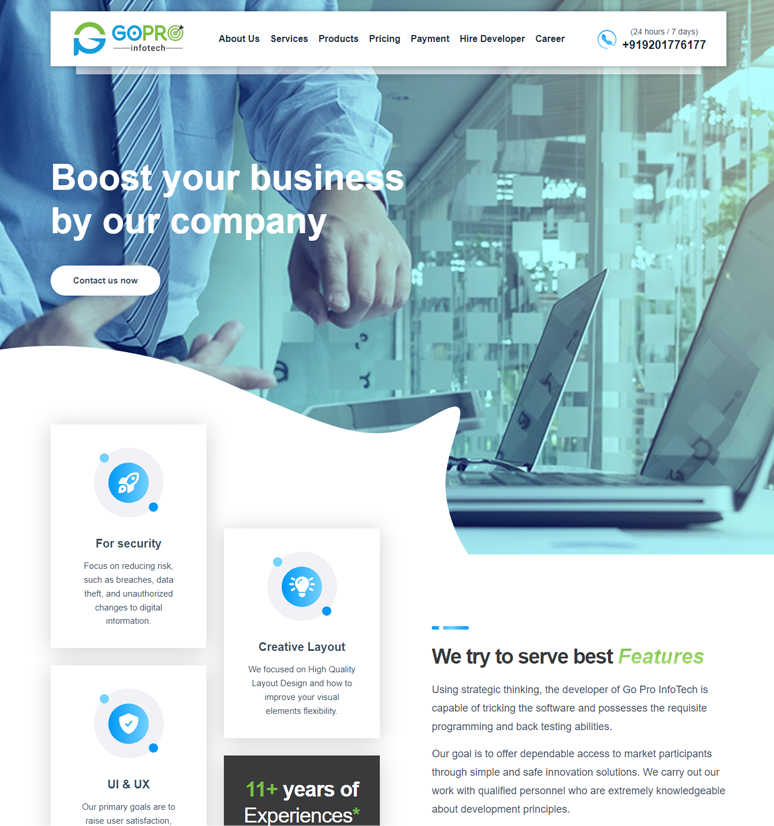 GOPRO
infotech
About Us Services Products Pricing Payment Hire Developer Career
(24 hours / 7 days)
+919201776177
Boost your business
by our company
Contact us now
For security
Focus on reducing risk,
such as breaches, data
theft, and unauthorized
changes to digital
information.
Creative Layout
We focused on High Quality
Layout Design and how to
improve your visual
elements flexibility.
UI & UX
Our primary goals are to
raise user satisfaction,
11+ years of
Experiences*
We try to serve best Features
Using strategic thinking, the developer of Go Pro InfoTech is
capable of tricking the software and possesses the requisite
programming and back testing abilities.
Our goal is to offer dependable access to market participants
through simple and safe innovation solutions. We carry out our
work with qualified personnel who are extremely knowledgeable
about development principles.